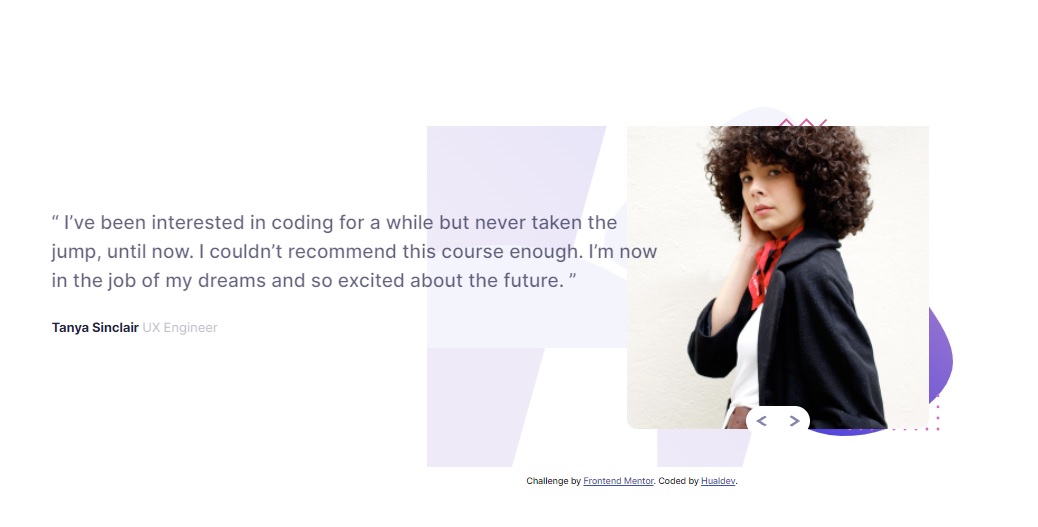 “ I’ve been interested in coding for a while but never taken the
jump, until now. I couldn’t recommend this course enough. I’m now
in the job of my dreams and so excited about the future. ”
Tanya Sinclair UX Engineer
Challenge by Frontend Mentor. Coded by Hualdev.